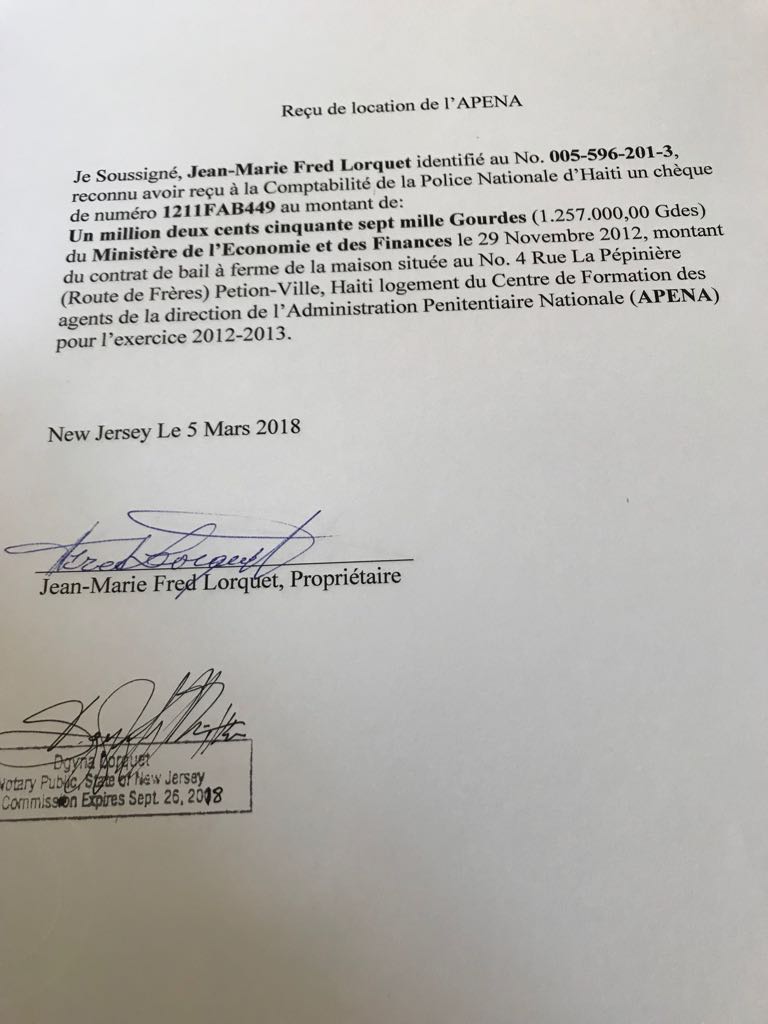 Reçu de location de l'APENA
Je Soussigné, Jean-Marie Fred Lorquet identifié au No. 005-596-201-3,
reconnu avoir reçu à la Comptabilité de la Police Nationale d'Haiti un chèque
de numéro 1211FAB449 au montant de:
Un million deux cents cinquante sept mille Gourdes (1.257.000,00 Gdes)
du Ministère de l'Economie et des Finances le 29 Novembre 2012, montant
du contrat de bail à ferme de la maison située au No. 4 Rue La Pépinière
(Route de Frères) Petion-Ville, Haiti logement du Centre de Formation des
agents de la direction de l'Administration Penitentiaire Nationale (APENA)
pour l'exercice 2012-2013.
New Jersey Le 5 Mars 2018
Fred Lorquet
Jean-Marie Fred Lorquet, Propriétaire
Dgyna Lorquet
Notary Public, State of New Jersey
Commission Expires Sept. 26, 2018